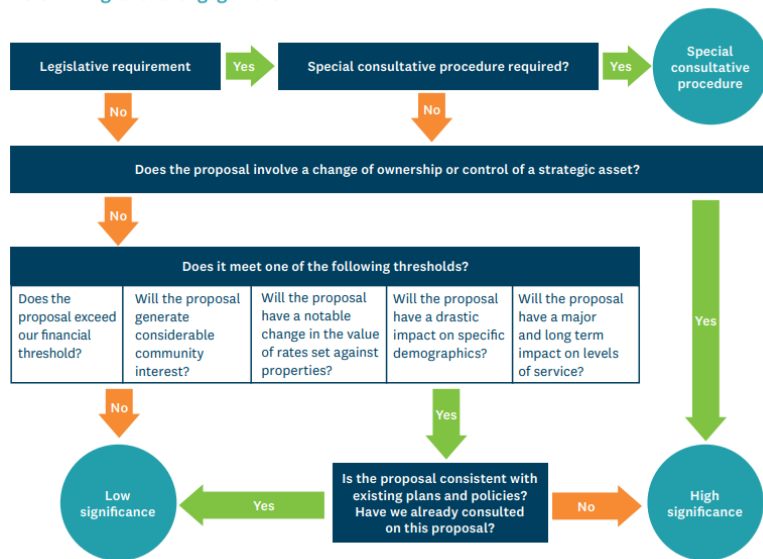 Legislative requirement
Yes
Special consultative procedure required?
Yes
Special
consultative
procedure
No
No
Does the proposal involve a change of ownership or control of a strategic asset?
No
Yes
Does it meet one of the following thresholds?
Does the
proposal exceed
our financial
threshold?
Will the proposal
generate
considerable
community
interest?
Will the proposal
have a notable
change in the value
of rates set against
properties?
Will the proposal
have a drastic
impact on specific
demographics?
Will the proposal
have a major
and long term
impact on levels
of service?
No
Yes
Low
significance
Yes
Is the proposal consistent with
existing plans and policies?
Have we already consulted
on this proposal?
No
High
significance